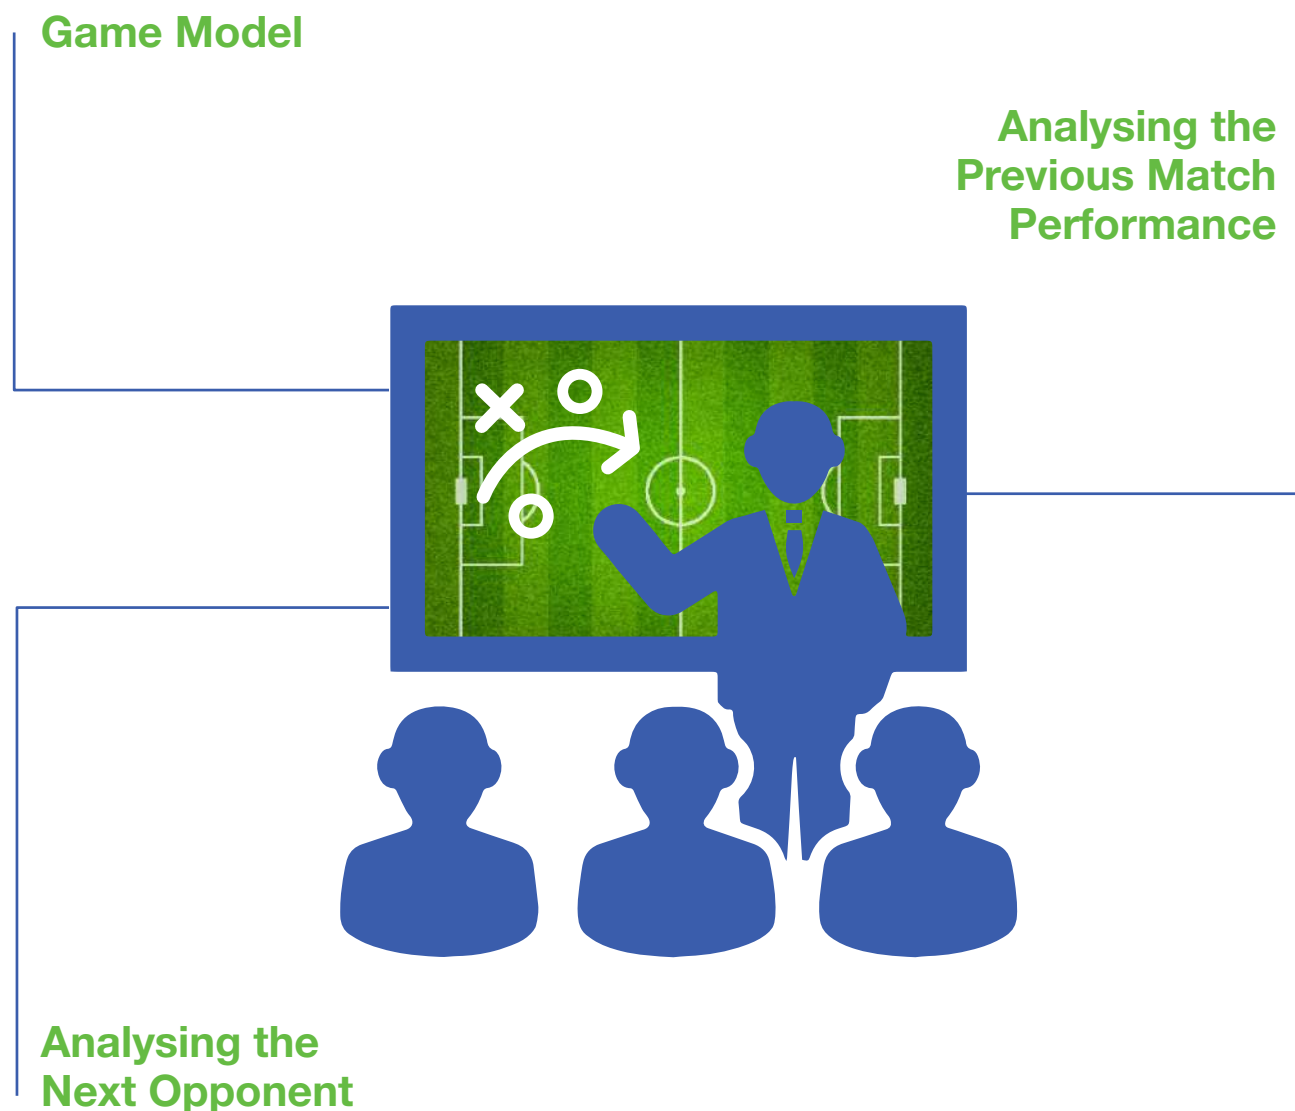 Game Model
Analysing the
Previous Match
Performance
Analysing the
Next Opponent